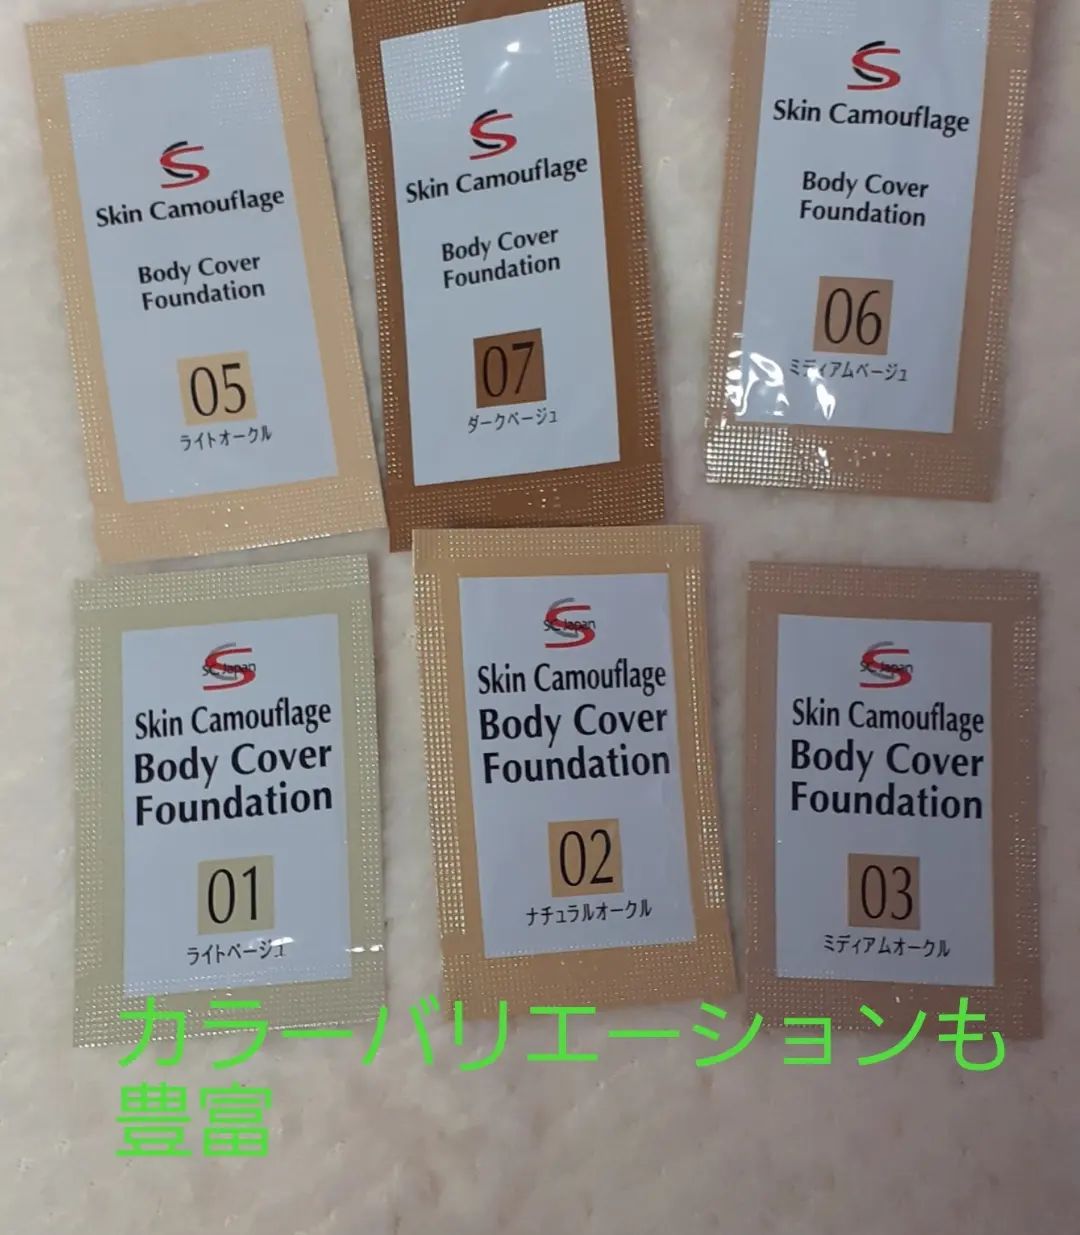 Skin Camouflage
Body Cover
Foundation
05
ライトオークル
Skin Camouflage
Body Cover
Foundation
07
ダークベージュ
Skin Camouflage
Body Cover
Foundation
06
ミディアムベージュ
SC Japan
Skin Camouflage
Body Cover
Foundation
01
ライトベージュ
SC Japan
Skin Camouflage
Body Cover
Foundation
02
ナチュラルオークル
SC Japan
Skin Camouflage
Body Cover
Foundation
03
ミディアムオークル
カラーバリエーションも
豊富